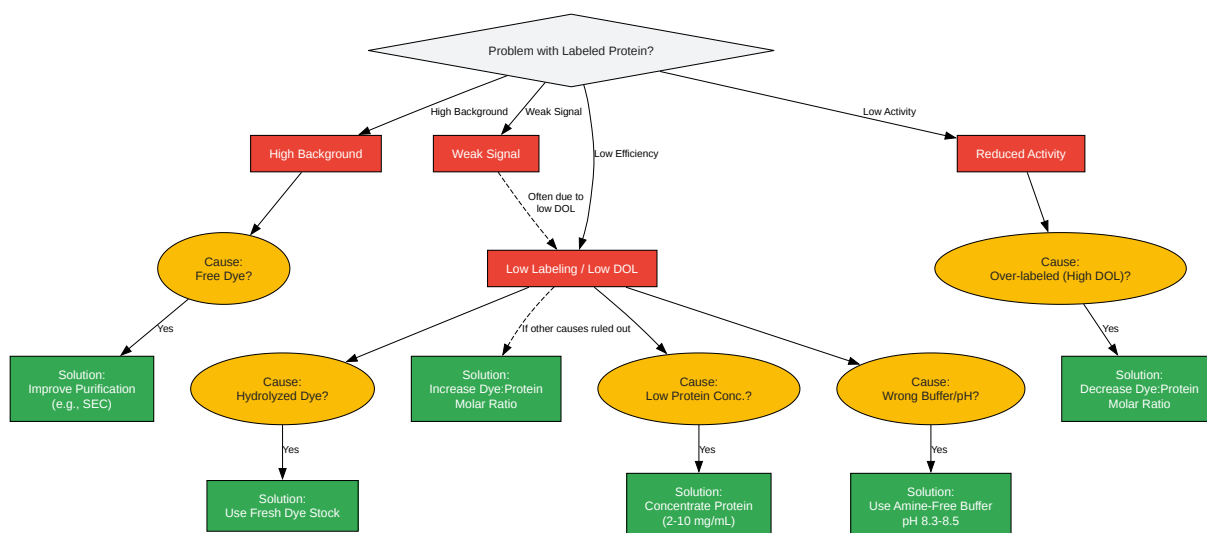 Problem with Labeled Protein?
High Background
Weak Signal
Low Activity
High Background
Weak Signal
Low Efficiency
Reduced Activity
Often due to
low DOL
Cause:
Free Dye?
Low Labeling / Low DOL
Cause:
Over-labeled (High DOL)?
Yes
If other causes ruled out
Yes
Solution:
Improve Purification
(e.g., SEC)
Cause:
Hydrolyzed Dye?
Solution:
Increase Dye:Protein
Molar Ratio
Cause:
Low Protein Conc.?
Cause:
Wrong Buffer/pH?
Solution:
Decrease Dye:Protein
Molar Ratio
Yes
Yes
Yes
Solution:
Use Fresh Dye Stock
Solution:
Concentrate Protein
(2-10 mg/mL)
Solution:
Use Amine-Free Buffer
pH 8.3-8.5